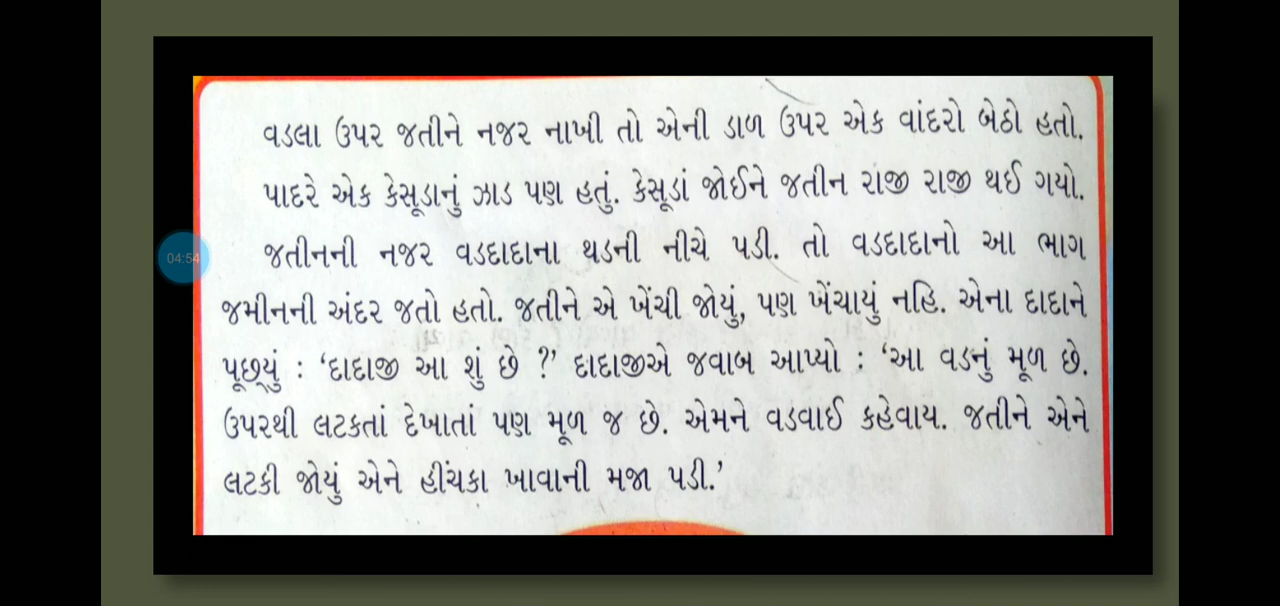 વડલા ઉપર જતીને નજર નાખી તો એની ડાળ ઉપર એક વાંદરો બેઠો હતો.
પાદરે એક કેસૂડાનું ઝાડ પણ હતું. કેસૂડાં જોઈને જતીન રાજી રાજી થઈ ગયો.
જતીનની નજર વડદાદાના થડની નીચે પડી. તો વડદાદાનો આ ભાગ
04:54
જમીનની અંદર જતો હતો. જતીને એ ખેંચી જોયું, પણ ખેંચાયું નહિ. એના દાદાને
પૂછ્યું : ‘દાદાજી આ શું છે ?’ દાદાજીએ જવાબ આપ્યો : ‘આ વડનું મૂળ છે.
ઉપરથી લટકતાં દેખાતાં પણ મૂળ જ છે. એમને વડવાઈ કહેવાય. જતીને એને
લટકી જોયું એને હીંચકા ખાવાની મજા પડી.’